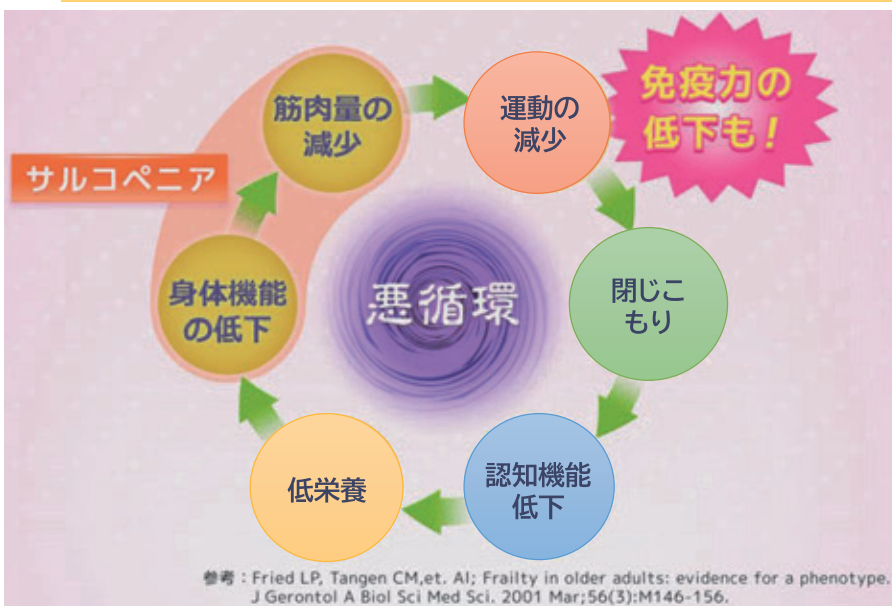 筋肉量の
減少
運動の
減少
免疫力の
低下も！
サルコペニア
身体機能
の低下
悪循環
閉じこ
もり
低栄養
認知機能
低下
参考：Fried LP, Tangen CM,et. Al; Frailty in older adults: evidence for a phenotype.
J Gerontol A Biol Sci Med Sci. 2001 Mar;56(3):M146-156.